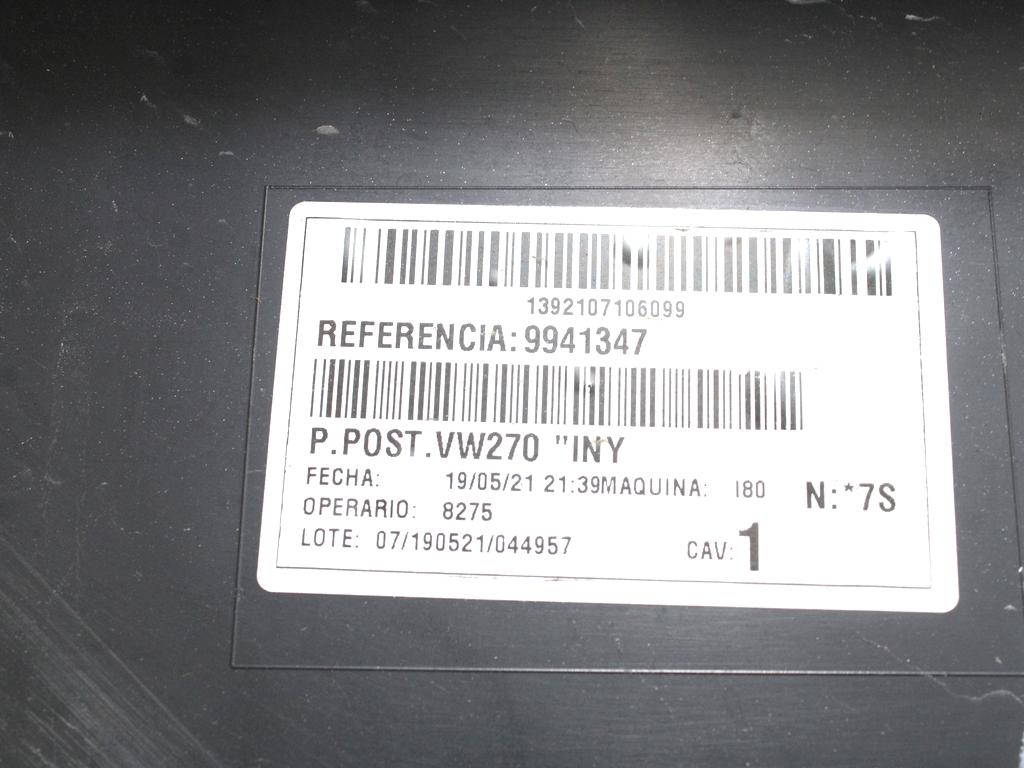 1392107106099
REFERENCIA: 9941347
P.POST.VW270 "INY
FECHA: 19/05/21 21:39MAQUINA: I80
N:*7S
OPERARIO: 8275
LOTE: 07/190521/044957
CAV: 1